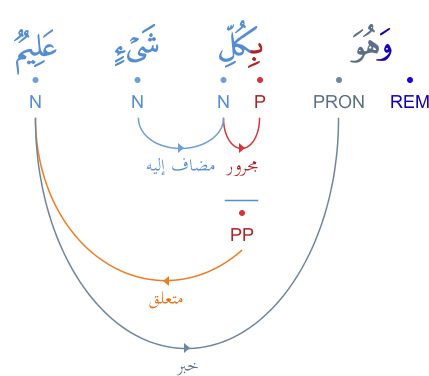 وَهُوَ بِكُلِّ شَىْءٍ عَلِيمٌ
REM PRON P N N N
مجرور مضاف إليه
PP
متعلق
خبر